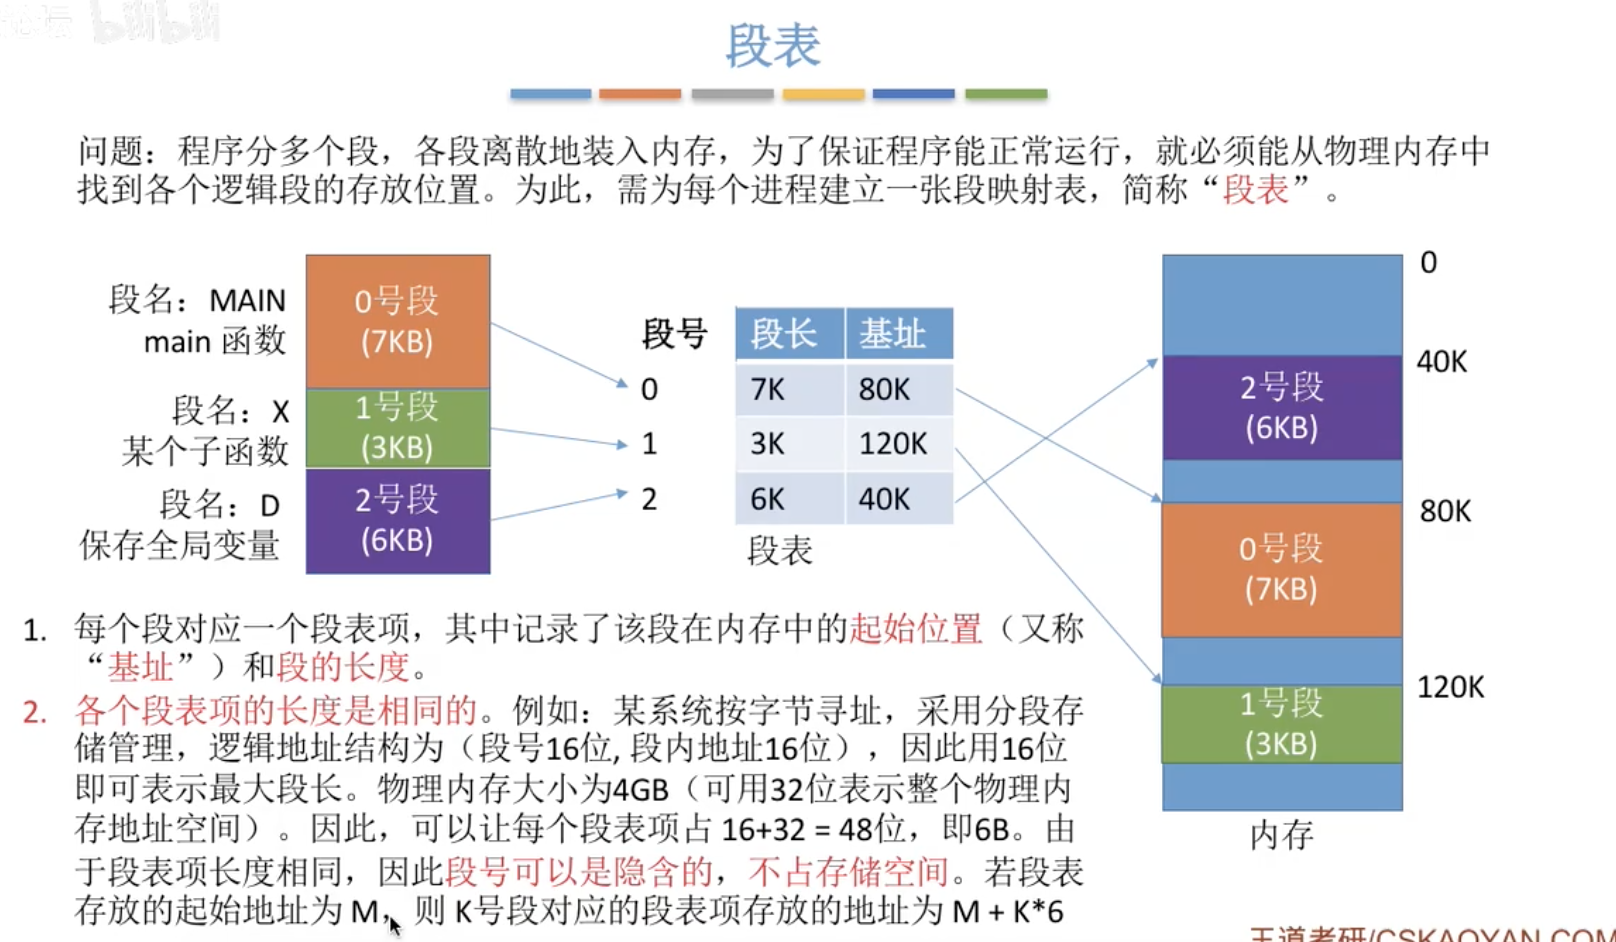 bilibili
段表
问题：程序分多个段，各段离散地装入内存，为了保证程序能正常运行，就必须能从物理内存中
找到各个逻辑段的存放位置。为此，需为每个进程建立一张段映射表，简称“段表”。
段名：MAIN
main 函数
0号段
(7KB)
段名：X
某个子函数
1号段
(3KB)
段名：D
保存全局变量
2号段
(6KB)
段号 段长 基址
0 7K 80K
1 3K 120K
2 6K 40K
段表
0
40K
2号段
(6KB)
80K
0号段
(7KB)
120K
1号段
(3KB)
内存
1. 每个段对应一个段表项，其中记录了该段在内存中的起始位置（又称
“基址”）和段的长度。
2. 各个段表项的长度是相同的。例如：某系统按字节寻址，采用分段存
储管理，逻辑地址结构为（段号16位, 段内地址16位），因此用16位
即可表示最大段长。物理内存大小为4GB（可用32位表示整个物理内
存地址空间）。因此，可以让每个段表项占 16+32 = 48位，即6B。由
于段表项长度相同，因此段号可以是隐含的，不占存储空间。若段表
存放的起始地址为 M，则 K号段对应的段表项存放的地址为 M + K*6
王道考研/CSKAOYAN.COM